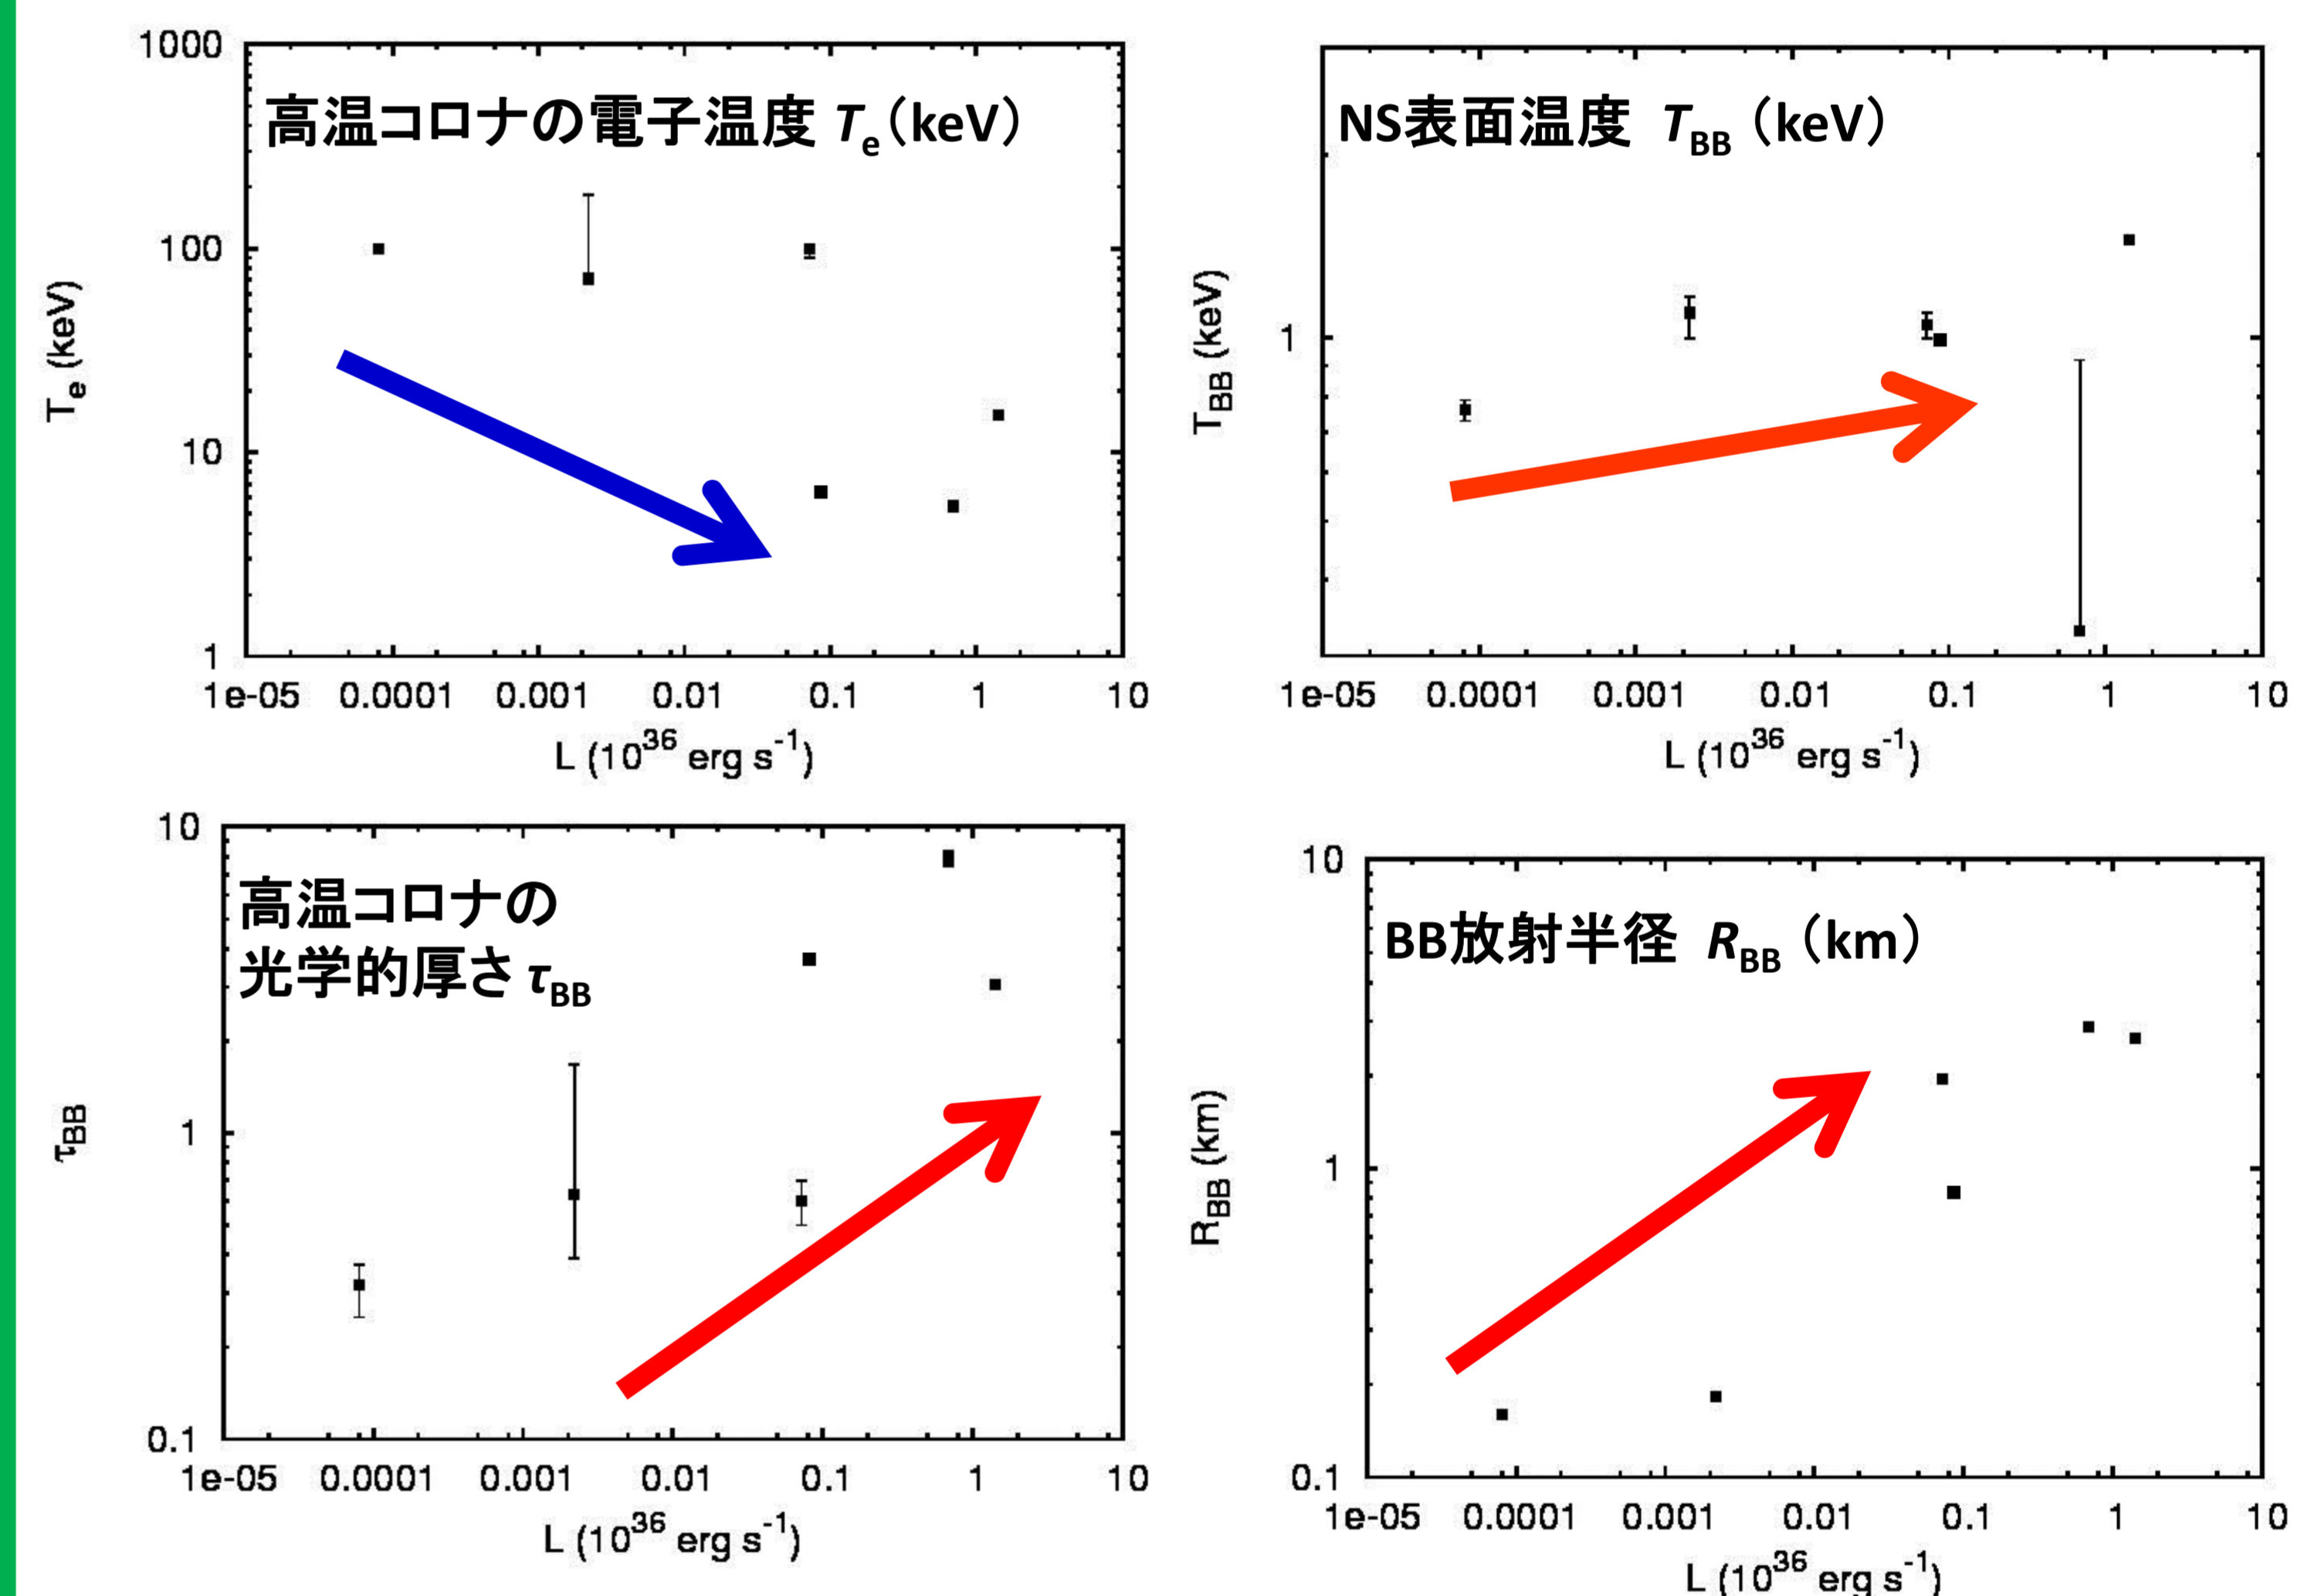 高温コロナの電子温度 Te(keV)
1000
100
10
1
Te (keV)
1e-05 0.0001 0.001 0.01 0.1 1 10
L (10^36 erg s^-1)
NS表面温度 TBB (keV)
1
TBB (keV)
1e-05 0.0001 0.001 0.01 0.1 1 10
L (10^36 erg s^-1)
高温コロナの
光学的厚さτBB
10
1
0.1
τBB
1e-05 0.0001 0.001 0.01 0.1 1 10
L (10^36 erg s^-1)
BB放射半径 RBB (km)
10
1
0.1
RBB (km)
1e-05 0.0001 0.001 0.01 0.1 1 10
L (10^36 erg s^-1)